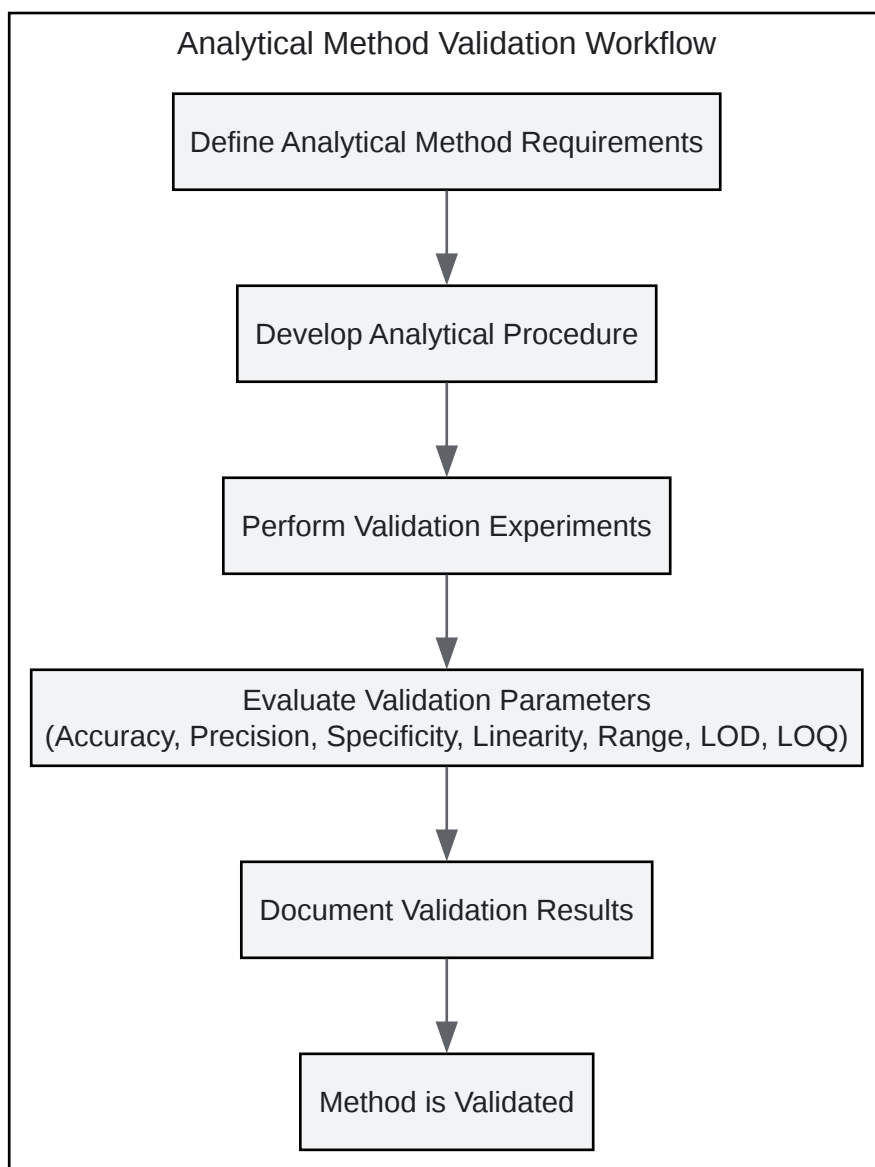 Analytical Method Validation Workflow
Define Analytical Method Requirements
Develop Analytical Procedure
Perform Validation Experiments
Evaluate Validation Parameters
(Accuracy, Precision, Specificity, Linearity, Range, LOD, LOQ)
Document Validation Results
Method is Validated